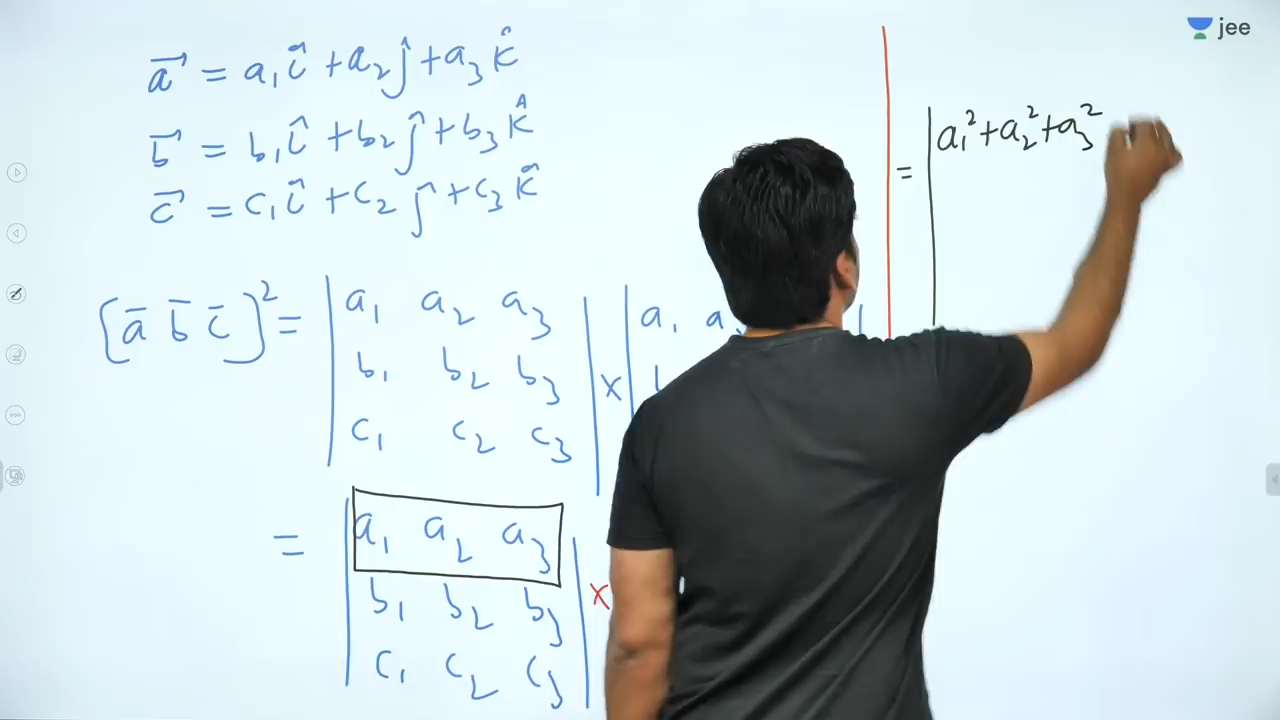 jee
a⃗ = a₁î + a₂ĵ + a₃k̂
b⃗ = b₁î + b₂ĵ + b₃k̂
c⃗ = c₁î + c₂ĵ + c₃k̂
[a̅ b̅ c̅]² = | a₁ a₂ a₃ | × | a₁ a
b₁ b₂ b₃
c₁ c₂ c₃
= | a₁ a₂ a₃ | ×
b₁ b₂ b₃
c₁ c₂ c₃
= | a₁² + a₂² + a₃²